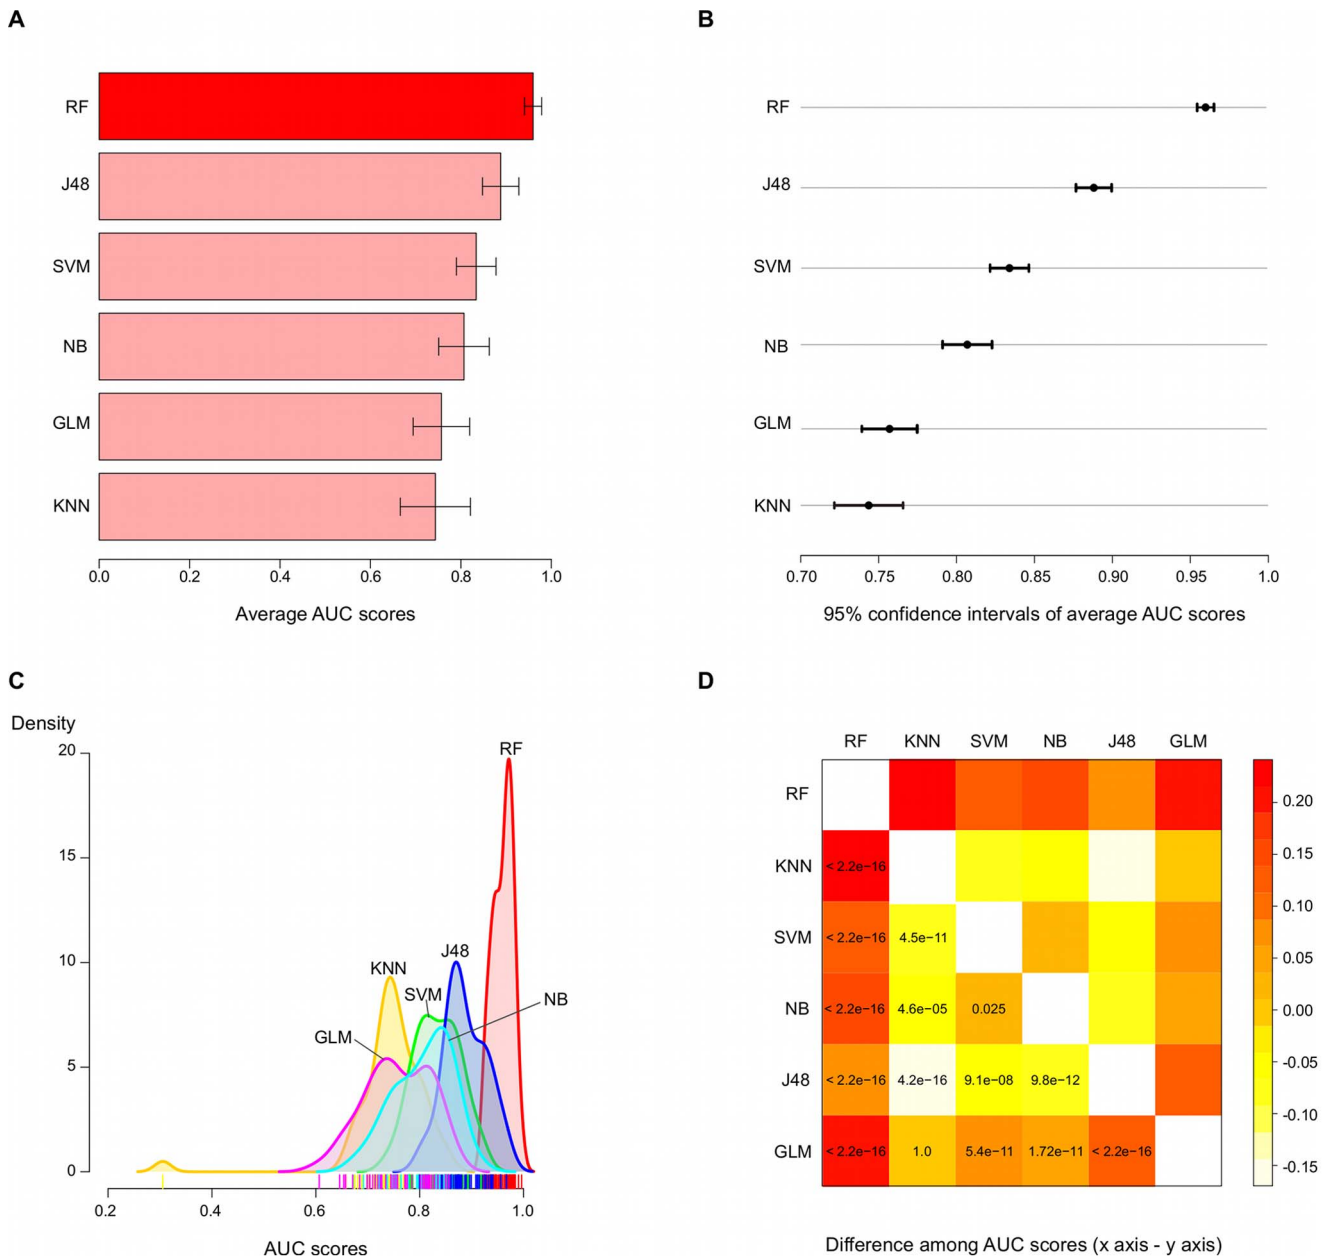 A
RF
J48
SVM
NB
GLM
KNN
0.0 0.2 0.4 0.6 0.8 1.0
Average AUC scores
B
RF
J48
SVM
NB
GLM
KNN
0.70 0.75 0.80 0.85 0.90 0.95 1.0
95% confidence intervals of average AUC scores
C
Density
20
15
10
5
0
RF
J48
KNN
SVM
NB
GLM
0.2 0.4 0.6 0.8 1.0
AUC scores
D
RF KNN SVM NB J48 GLM
RF
KNN < 2.2e−16
SVM < 2.2e−16 4.5e−11
NB < 2.2e−16 4.6e−05 0.025
J48 < 2.2e−16 4.2e−16 9.1e−08 9.8e−12
GLM < 2.2e−16 1.0 5.4e−11 1.72e−11 < 2.2e−16
0.20
0.15
0.10
0.05
0.00
-0.05
-0.10
-0.15
Difference among AUC scores (x axis - y axis)